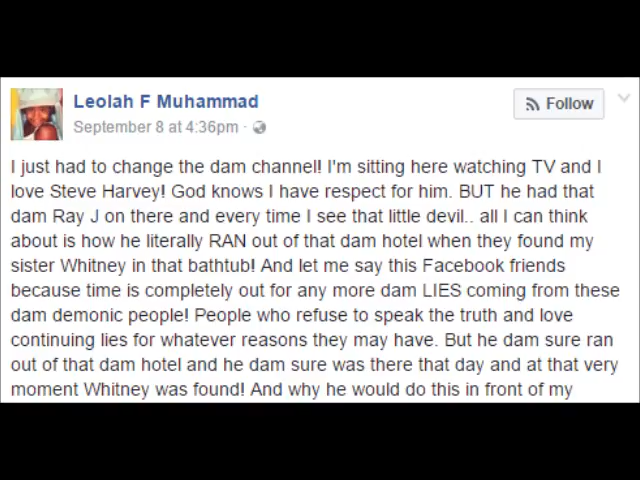 Leolah F Muhammad
Follow
September 8 at 4:36pm ·
I just had to change the dam channel! I'm sitting here watching TV and I
love Steve Harvey! God knows I have respect for him. BUT he had that
dam Ray J on there and every time I see that little devil.. all I can think
about is how he literally RAN out of that dam hotel when they found my
sister Whitney in that bathtub! And let me say this Facebook friends
because time is completely out for any more dam LIES coming from these
dam demonic people! People who refuse to speak the truth and love
continuing lies for whatever reasons they may have. But he dam sure ran
out of that dam hotel and he dam sure was there that day and at that very
moment Whitney was found! And why he would do this in front of my